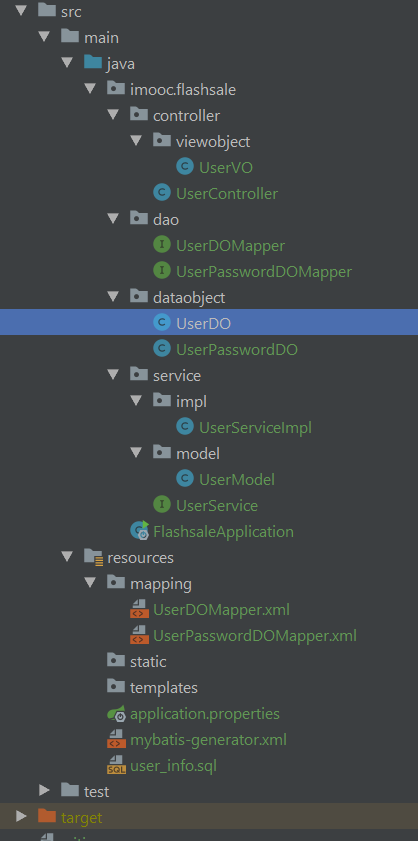 src
main
java
imooc.flashsale
controller
viewobject
UserVO
UserController
dao
UserDOMapper
UserPasswordDOMapper
dataobject
UserDO
UserPasswordDO
service
impl
UserServiceImpl
model
UserModel
UserService
FlashsaleApplication
resources
mapping
UserDOMapper.xml
UserPasswordDOMapper.xml
static
templates
application.properties
mybatis-generator.xml
user_info.sql
test
target